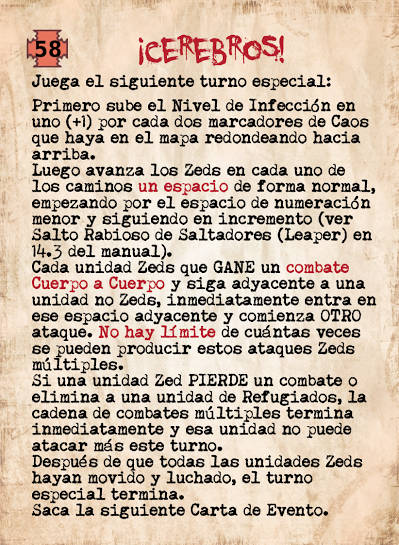 58
¡CEREBROS!
Juega el siguiente turno especial:
Primero sube el Nivel de Infección en
uno (+1) por cada dos marcadores de Caos
que haya en el mapa redondeando hacia
arriba.
Luego avanza los Zeds en cada uno de
los caminos un espacio de forma normal,
empezando por el espacio de numeración
menor y siguiendo en incremento (ver
Salto Rabioso de Saltadores (Leaper) en
14.3 del manual).
Cada unidad Zeds que GANE un combate
Cuerpo a Cuerpo y siga adyacente a una
unidad no Zeds, inmediatamente entra en
ese espacio adyacente y comienza OTRO
ataque. No hay límite de cuántas veces
se pueden producir estos ataques Zeds
múltiples.
Si una unidad Zed PIERDE un combate o
elimina a una unidad de Refugiados, la
cadena de combates múltiples termina
inmediatamente y esa unidad no puede
atacar más este turno.
Después de que todas las unidades Zeds
hayan movido y luchado, el turno
especial termina.
Saca la siguiente Carta de Evento.